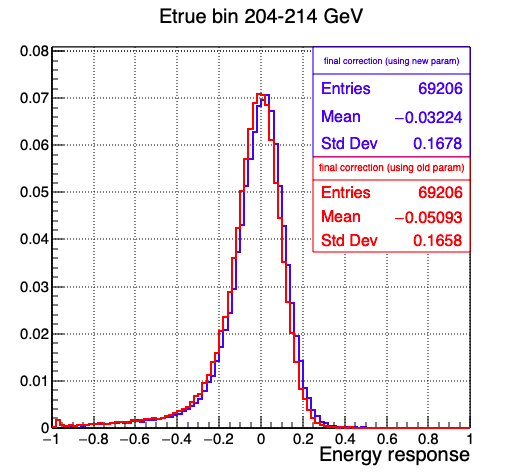 Etrue bin 204-214 GeV
0.08
0.07
0.06
0.05
0.04
0.03
0.02
0.01
0
final correction (using new param)
Entries 69206
Mean −0.03224
Std Dev 0.1678
final correction (using old param)
Entries 69206
Mean −0.05093
Std Dev 0.1658
−1 −0.8 −0.6 −0.4 −0.2 0 0.2 0.4 0.6 0.8 1
Energy response